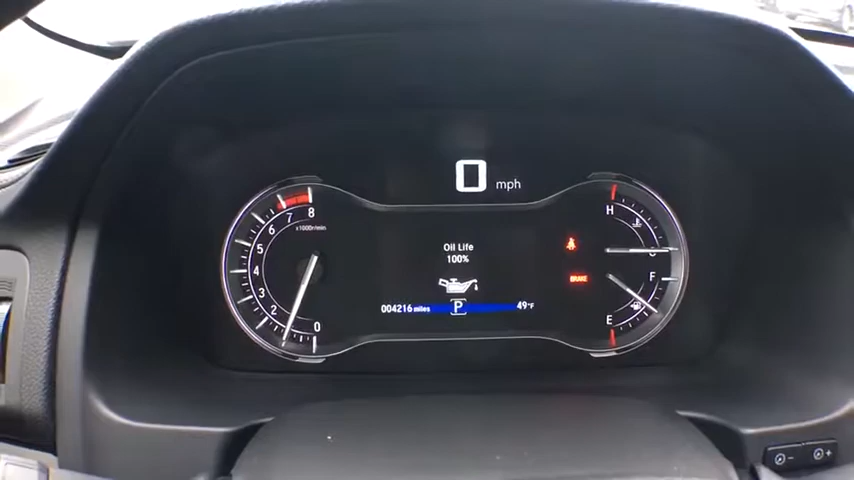 0 mph
8
7
6
x1000r/min
5
4
3
2
0
Oil Life
100%
004216 miles
P
49°F
BRAKE
H
C
F
E
-
+